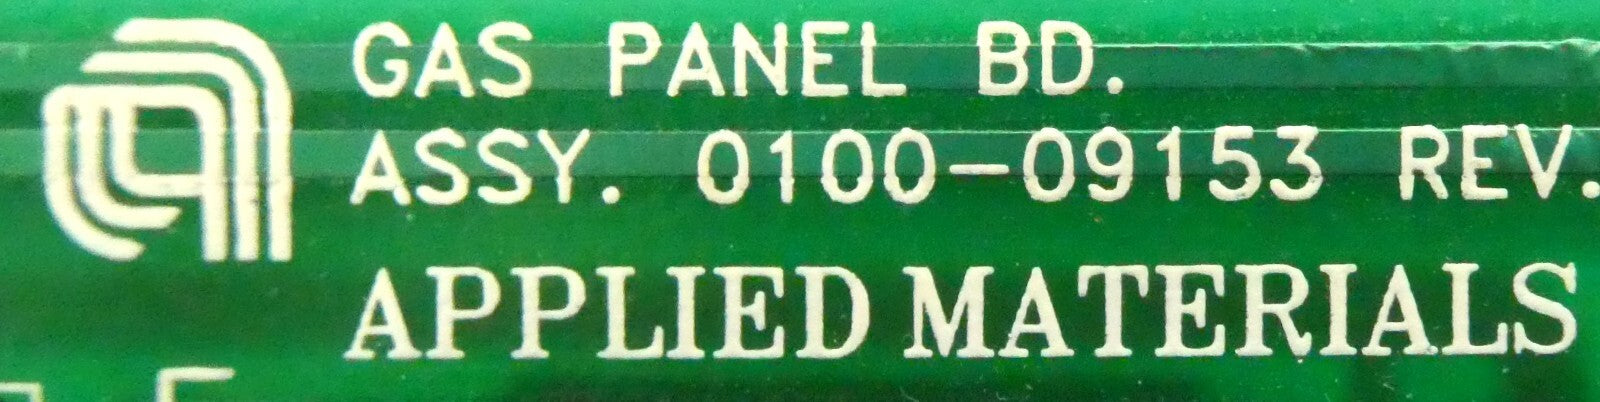 GAS PANEL BD.
ASSY. 0100-09153 REV.
APPLIED MATERIALS